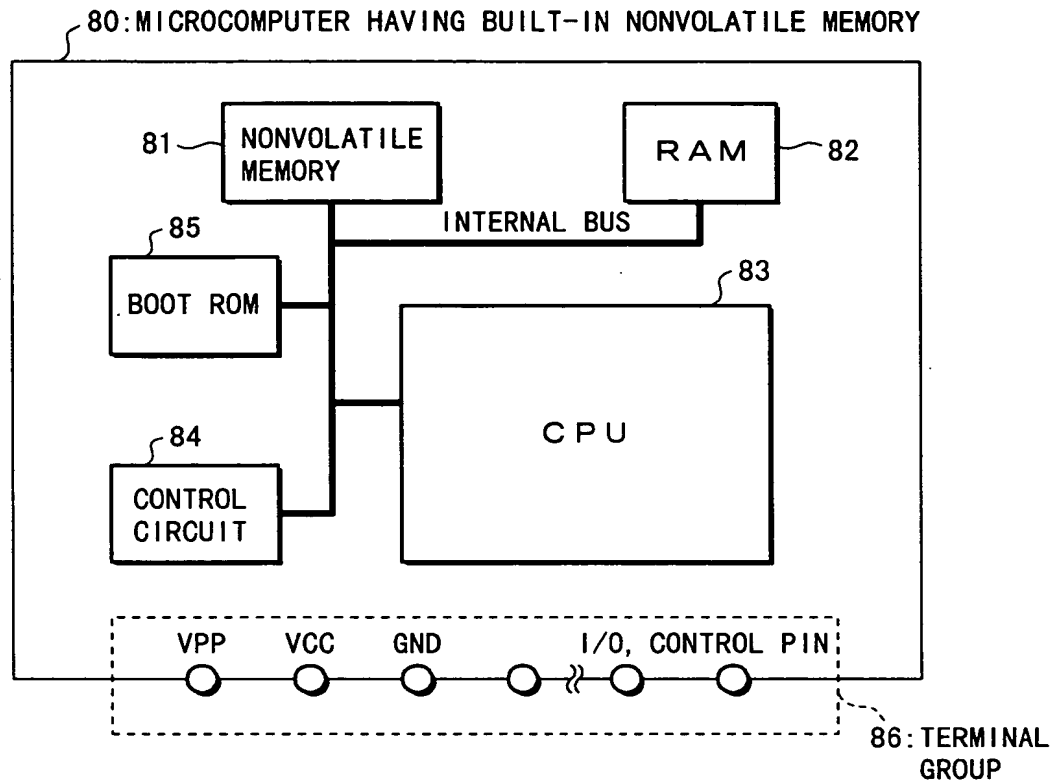 80:MICROCOMPUTER HAVING BUILT-IN NONVOLATILE MEMORY
81
NONVOLATILE
MEMORY
RAM
82
INTERNAL BUS
85
BOOT ROM
83
CPU
84
CONTROL
CIRCUIT
VPP
VCC
GND
I/O, CONTROL PIN
86:TERMINAL
GROUP